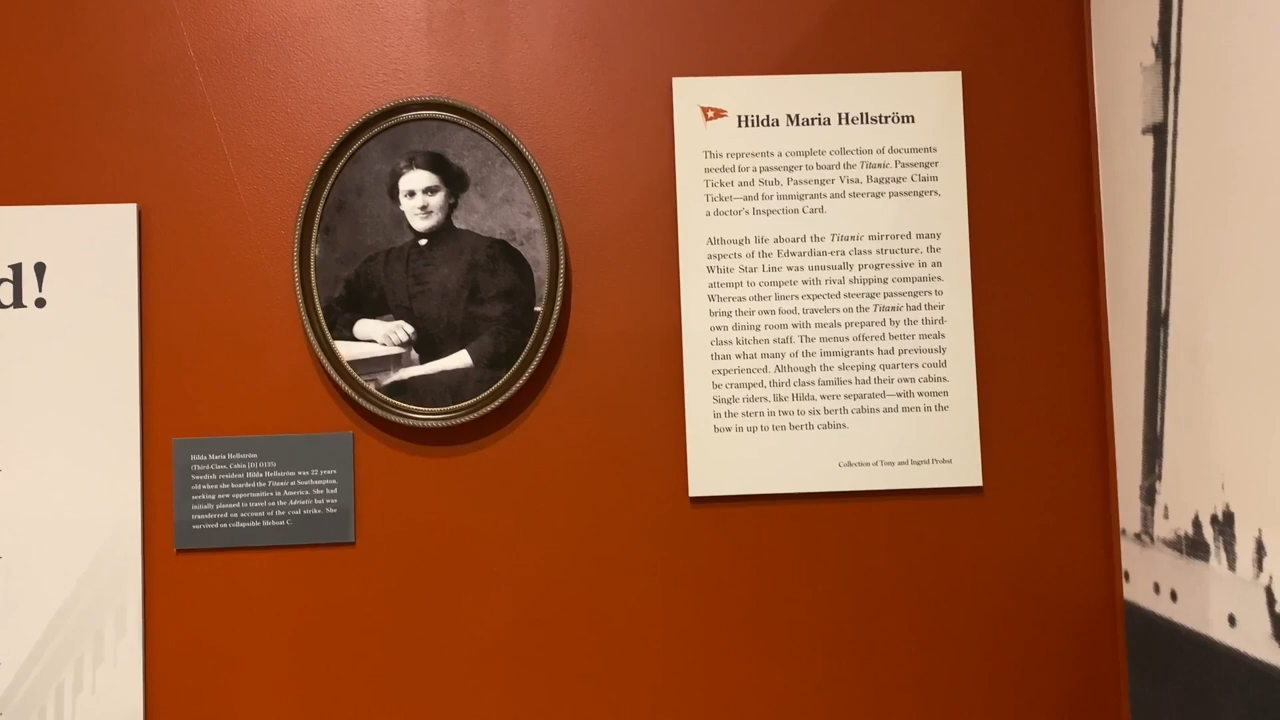 d!
Hilda Maria Hellström
(Third-Class, Cabin [D] O135)
Swedish resident Hilda Hellström was 22 years
old when she boarded the Titanic at Southampton,
seeking new opportunities in America. She had
initially planned to travel on the Adriatic but was
transferred on account of the coal strike. She
survived on collapsible lifeboat C.
Hilda Maria Hellström
This represents a complete collection of documents
needed for a passenger to board the Titanic. Passenger
Ticket and Stub, Passenger Visa, Baggage Claim
Ticket—and for immigrants and steerage passengers,
a doctor's Inspection Card.
Although life aboard the Titanic mirrored many
aspects of the Edwardian-era class structure, the
White Star Line was unusually progressive in an
attempt to compete with rival shipping companies.
Whereas other liners expected steerage passengers to
bring their own food, travelers on the Titanic had their
own dining room with meals prepared by the third-
class kitchen staff. The menus offered better meals
than what many of the immigrants had previously
experienced. Although the sleeping quarters could
be cramped, third class families had their own cabins.
Single riders, like Hilda, were separated—with women
in the stern in two to six berth cabins and men in the
bow in up to ten berth cabins.
Collection of Tony and Ingrid Probst